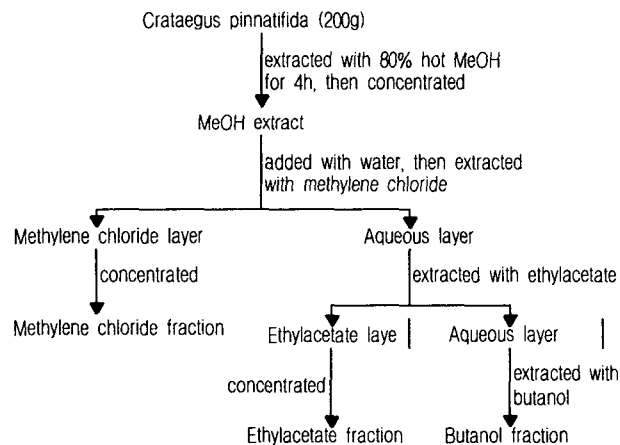 Crataegus pinnatifida (200g)
extracted with 80% hot MeOH
for 4h, then concentrated
MeOH extract
added with water, then extracted
with methylene chloride
Methylene chloride layer
Aqueous layer
concentrated
extracted with ethylacetate
Methylene chloride fraction
Ethylacetate laye
Aqueous layer
concentrated
extracted with
butanol
Ethylacetate fraction
Butanol fraction